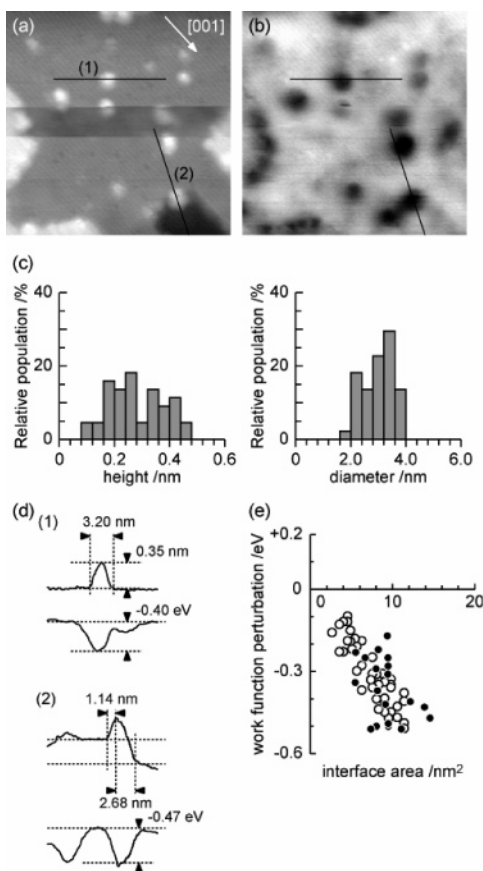 (a)
[001]
(1)
(2)
(b)
(c)
Relative population /%
40
20
0
0
0.2
0.4
0.6
height /nm
Relative population /%
40
20
0
0
2.0
4.0
6.0
diameter /nm
(d)
(1)
3.20 nm
0.35 nm
-0.40 eV
(2)
1.14 nm
2.68 nm
-0.47 eV
(e)
work function perturbation /eV
+0.2
0
-0.3
-0.6
0
10
20
interface area /nm²